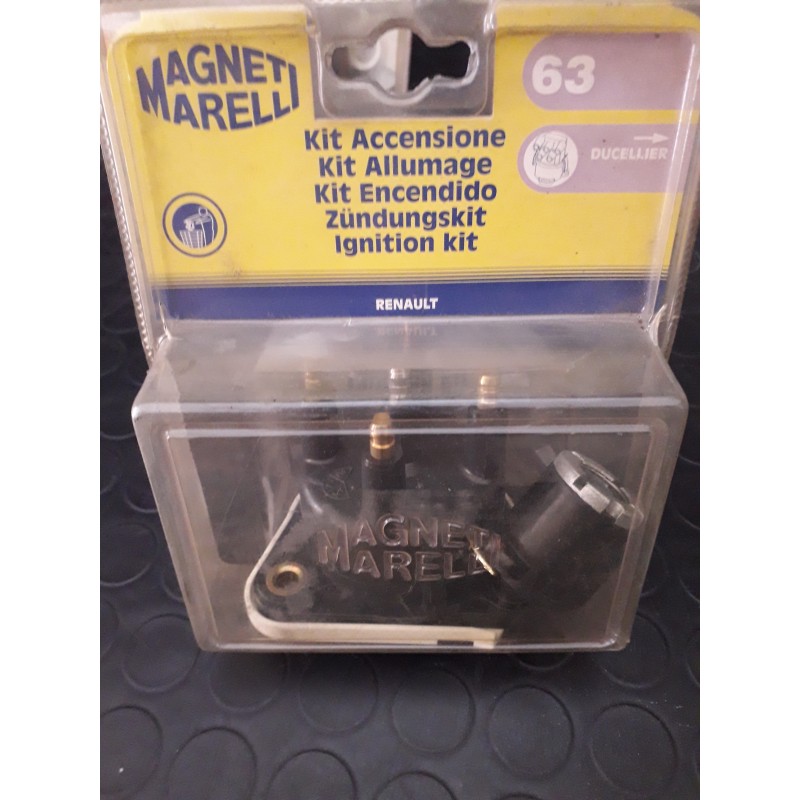 MAGNETI
MARELLI
63
DUCELLIER
Kit Accensione
Kit Allumage
Kit Encendido
Zündungskit
Ignition kit
RENAULT
MAGNETI
MARELLI